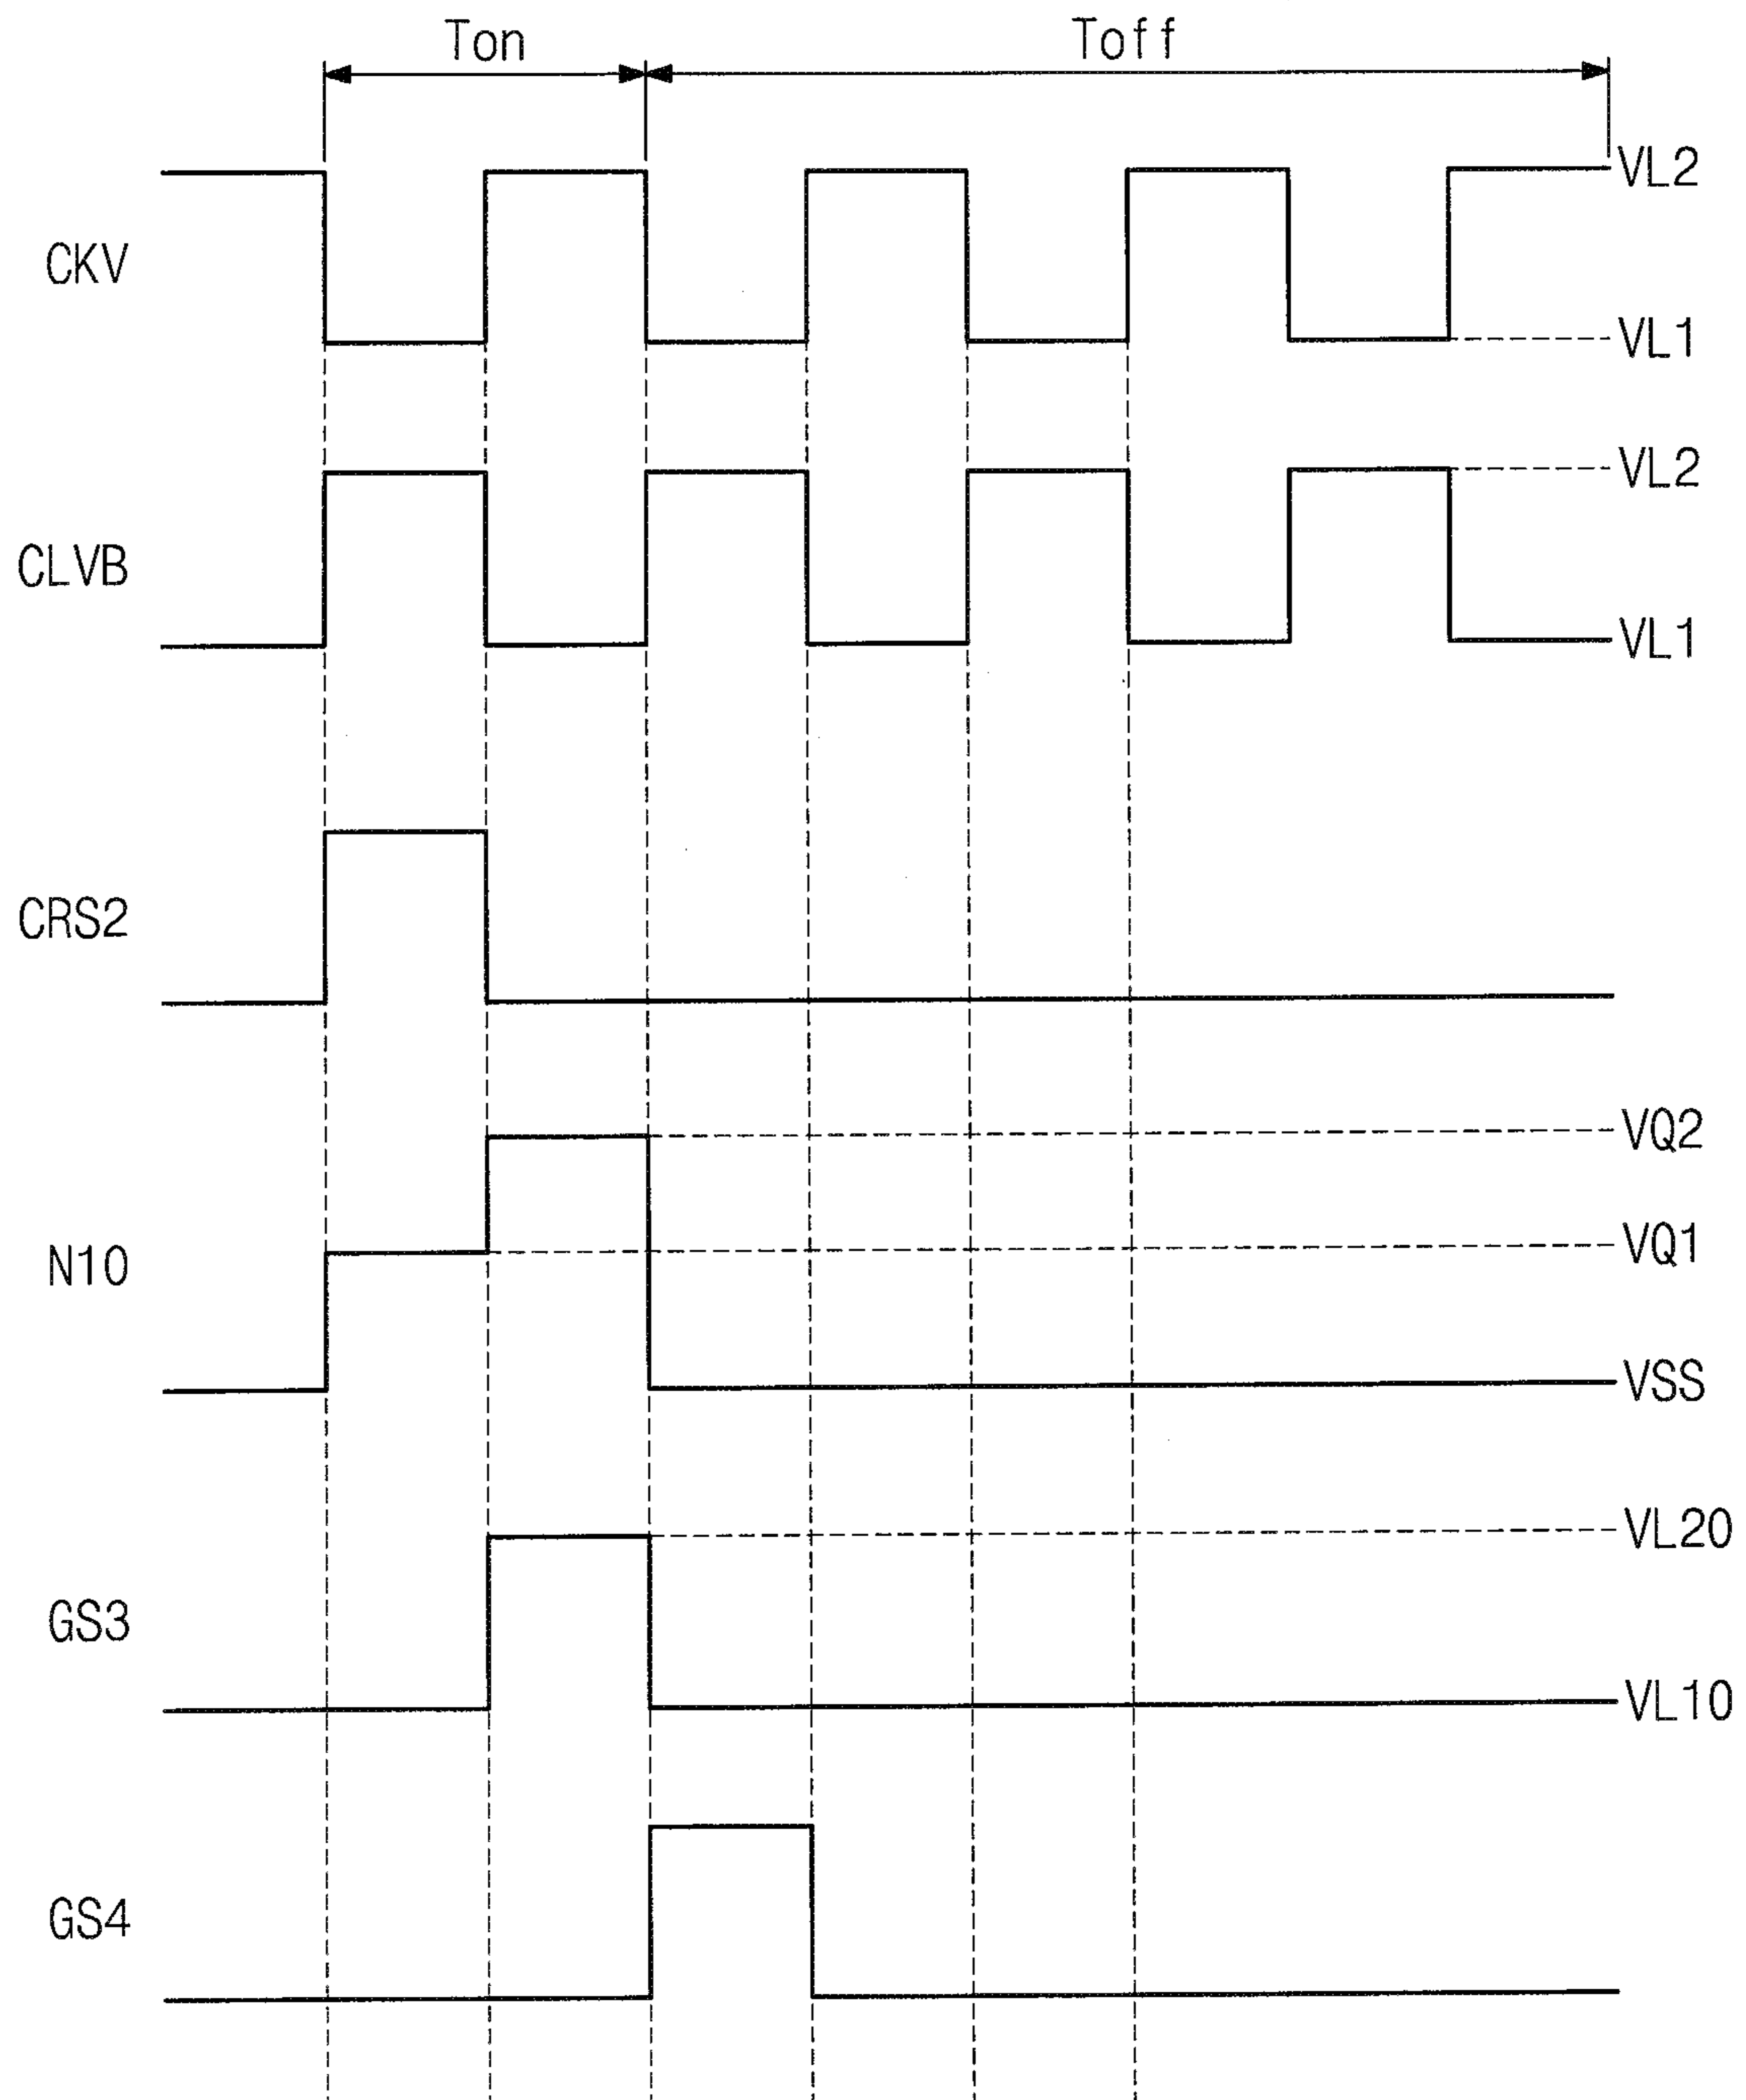 Ton
Toff
VL2
CKV
VL1
VL2
CLVB
VL1
CRS2
VQ2
VQ1
N10
VSS
VL20
GS3
VL10
GS4